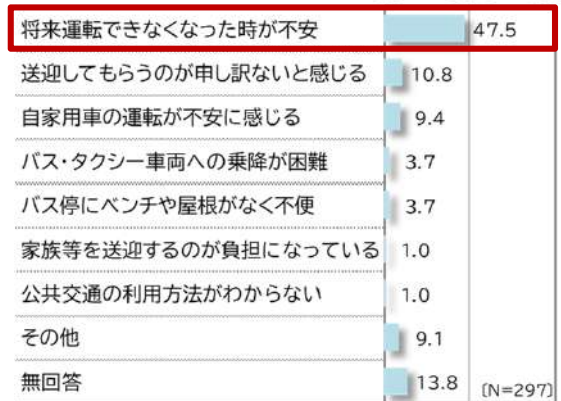 将来運転できなくなった時が不安 47.5
送迎してもらうのが申し訳ないと感じる 10.8
自家用車の運転が不安に感じる 9.4
バス・タクシー車両への乗降が困難 3.7
バス停にベンチや屋根がなく不便 3.7
家族等を送迎するのが負担になっている 1.0
公共交通の利用方法がわからない 1.0
その他 9.1
無回答 13.8 〔N=297〕